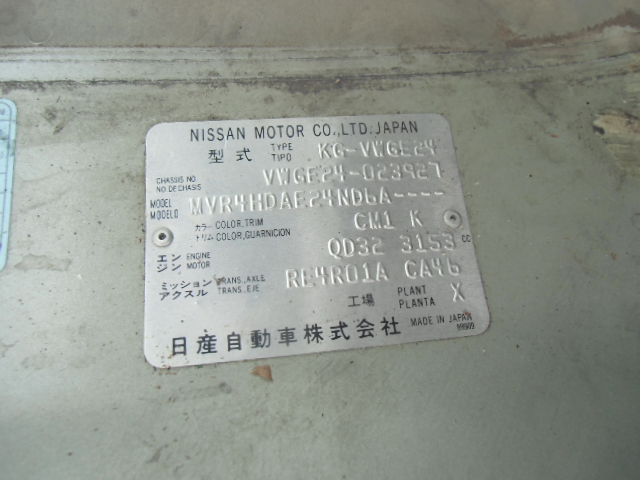 NISSAN MOTOR CO.,LTD.JAPAN
型式 TYPE TIPO KG-VWGE24
CHASSIS NO. NO DE CHASIS VWGE24-023927
MODEL MODELO MVR4HDAE24ND6A----
カラー COLOR,TRIM CM1 K
トリム COLOR,GUARNICION
エンジン ENGINE MOTOR QD32 3153 CC
ミッション TRANS.,AXLE RE4R01A CA46
アクスル TRANS.,EJE
工場 PLANT PLANTA X
日産自動車株式会社 MADE IN JAPAN